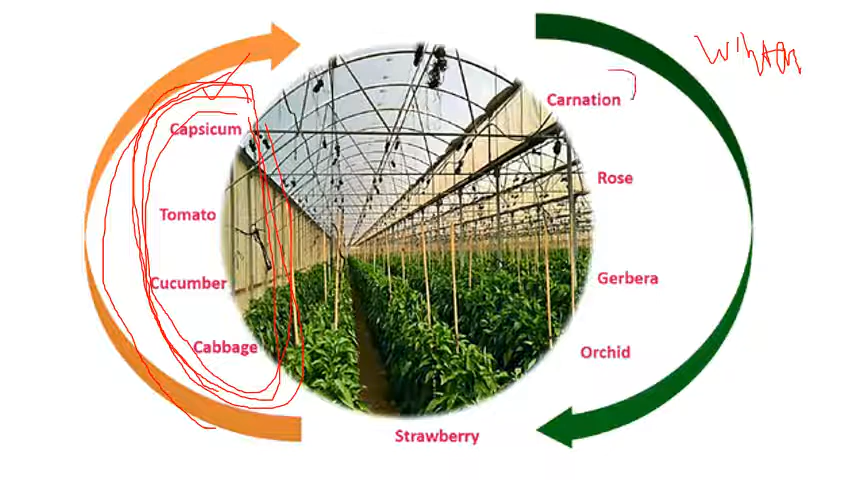 Capsicum
Tomato
Cucumber
Cabbage
Strawberry
Carnation
Rose
Gerbera
Orchid